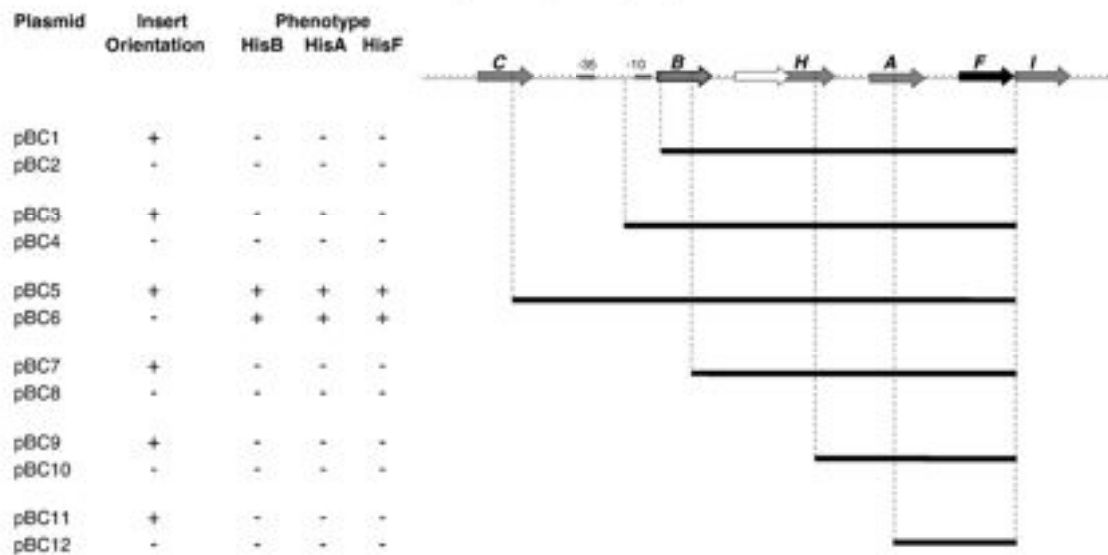 Plasmid Insert Phenotype
Orientation HisB HisA HisF
C -35 -10 B H A F I
pBC1 + - - -
pBC2 - - - -
pBC3 + - - -
pBC4 - - - -
pBC5 + + + +
pBC6 - + + +
pBC7 + - - -
pBC8 - - - -
pBC9 + - - -
pBC10 - - - -
pBC11 + - - -
pBC12 - - - -